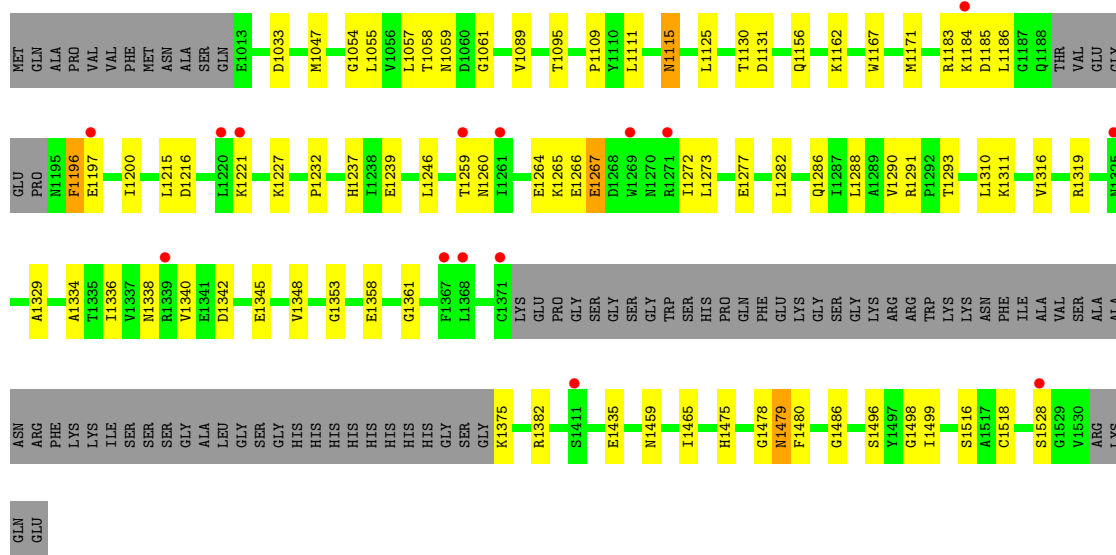 MET GLN ALA PRO VAL VAL PHE MET ASN ALA SER GLN E1013 D1033 M1047 G1054 L1055 V1056 L1057 T1058 N1059 D1060 G1061 V1089 T1095 P1109 Y1110 L1111 N1115 L1125 T1130 D1131 Q1156 K1162 W1167 M1171 R1183 K1184 D1185 L1186 G1187 Q1188 THR VAL GLU GLY
GLU PRO N1195 F1196 E1197 I1200 L1215 D1216 L1220 K1221 K1227 P1232 H1237 I1238 E1239 L1246 T1259 N1260 I1261 E1264 K1265 E1266 E1267 D1268 W1269 N1270 R1271 I1272 L1273 E1277 L1282 Q1286 I1287 L1288 A1289 V1290 R1291 P1292 T1293 L1310 K1311 V1316 R1319 N1325
A1329 A1334 T1335 I1336 V1337 N1338 R1339 V1340 E1341 D1342 E1345 V1348 G1353 E1358 G1361 F1367 L1368 C1371 LYS GLU PRO GLY SER GLY SER GLY TRP SER HIS PRO GLN PHE GLU LYS GLY SER GLY LYS ARG ARG TRP LYS LYS ASN PHE ILE ALA VAL SER ALA ALA
ASN ARG PHE LYS LYS ILE SER SER SER GLY ALA LEU GLY SER GLY HIS HIS HIS HIS HIS HIS HIS HIS GLY SER GLY K1375 R1382 S1411 E1435 N1459 I1465 H1475 G1478 N1479 F1480 G1486 S1496 Y1497 G1498 I1499 S1516 A1517 C1518 S1528 G1529 V1530 ARG LYS
GLN GLU